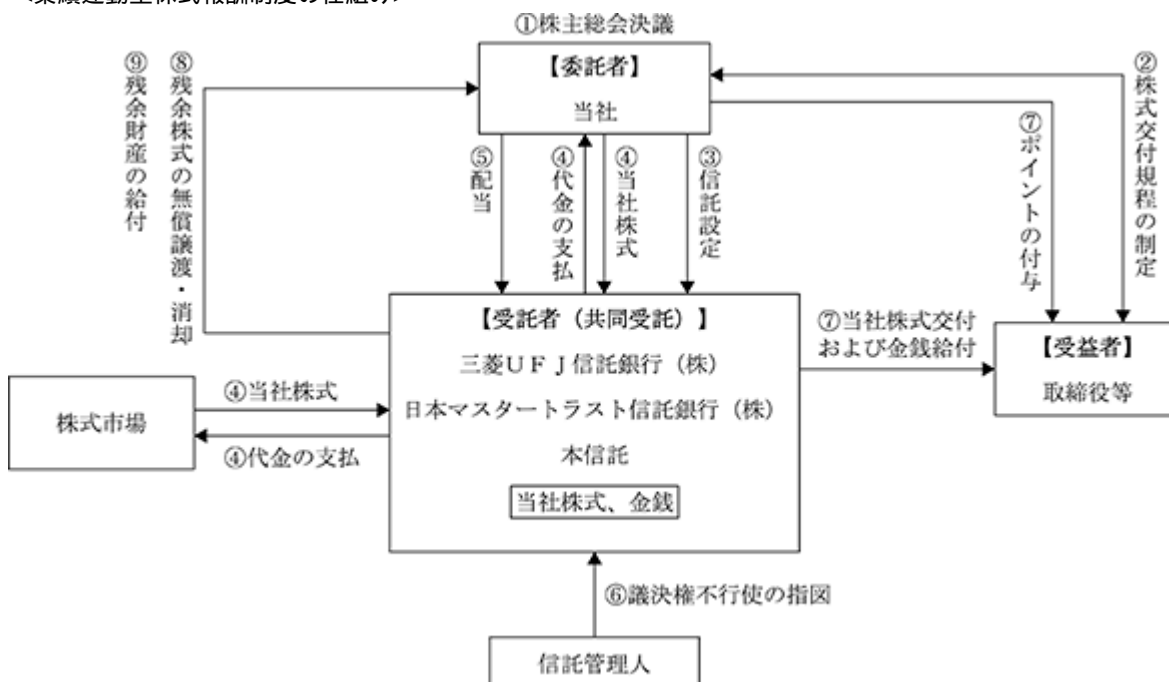 <業績連動型株式報酬制度の仕組み>
①株主総会決議
【委託者】
当社
⑨残余財産の給付
⑧残余株式の無償譲渡・消却
⑤配当
④代金の支払
④当社株式
③信託設定
⑦ポイントの付与
②株式交付規程の制定
【受託者（共同受託）】
三菱UFJ信託銀行（株）
日本マスタートラスト信託銀行（株）
本信託
当社株式、金銭
⑦当社株式交付
および金銭給付
【受益者】
取締役等
株式市場
④当社株式
④代金の支払
⑥議決権不行使の指図
信託管理人